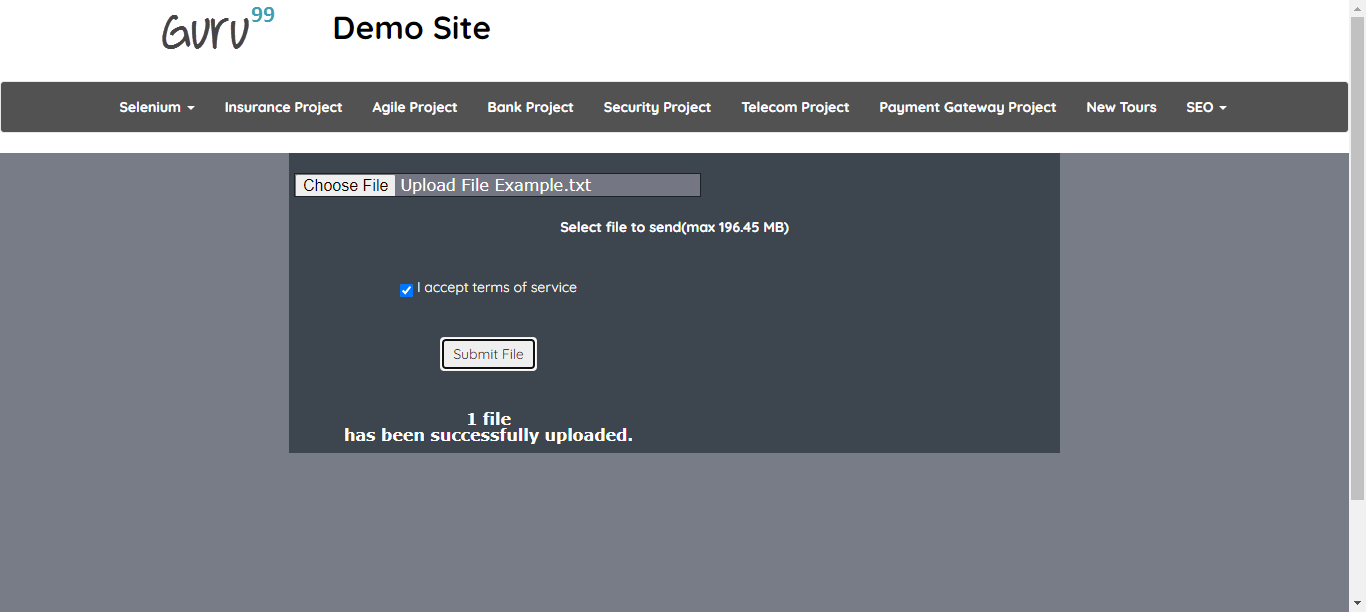 Guru99
Demo Site
Selenium Insurance Project Agile Project Bank Project Security Project Telecom Project Payment Gateway Project New Tours SEO
Choose File Upload File Example.txt
Select file to send(max 196.45 MB)
I accept terms of service
Submit File
1 file
has been successfully uploaded.